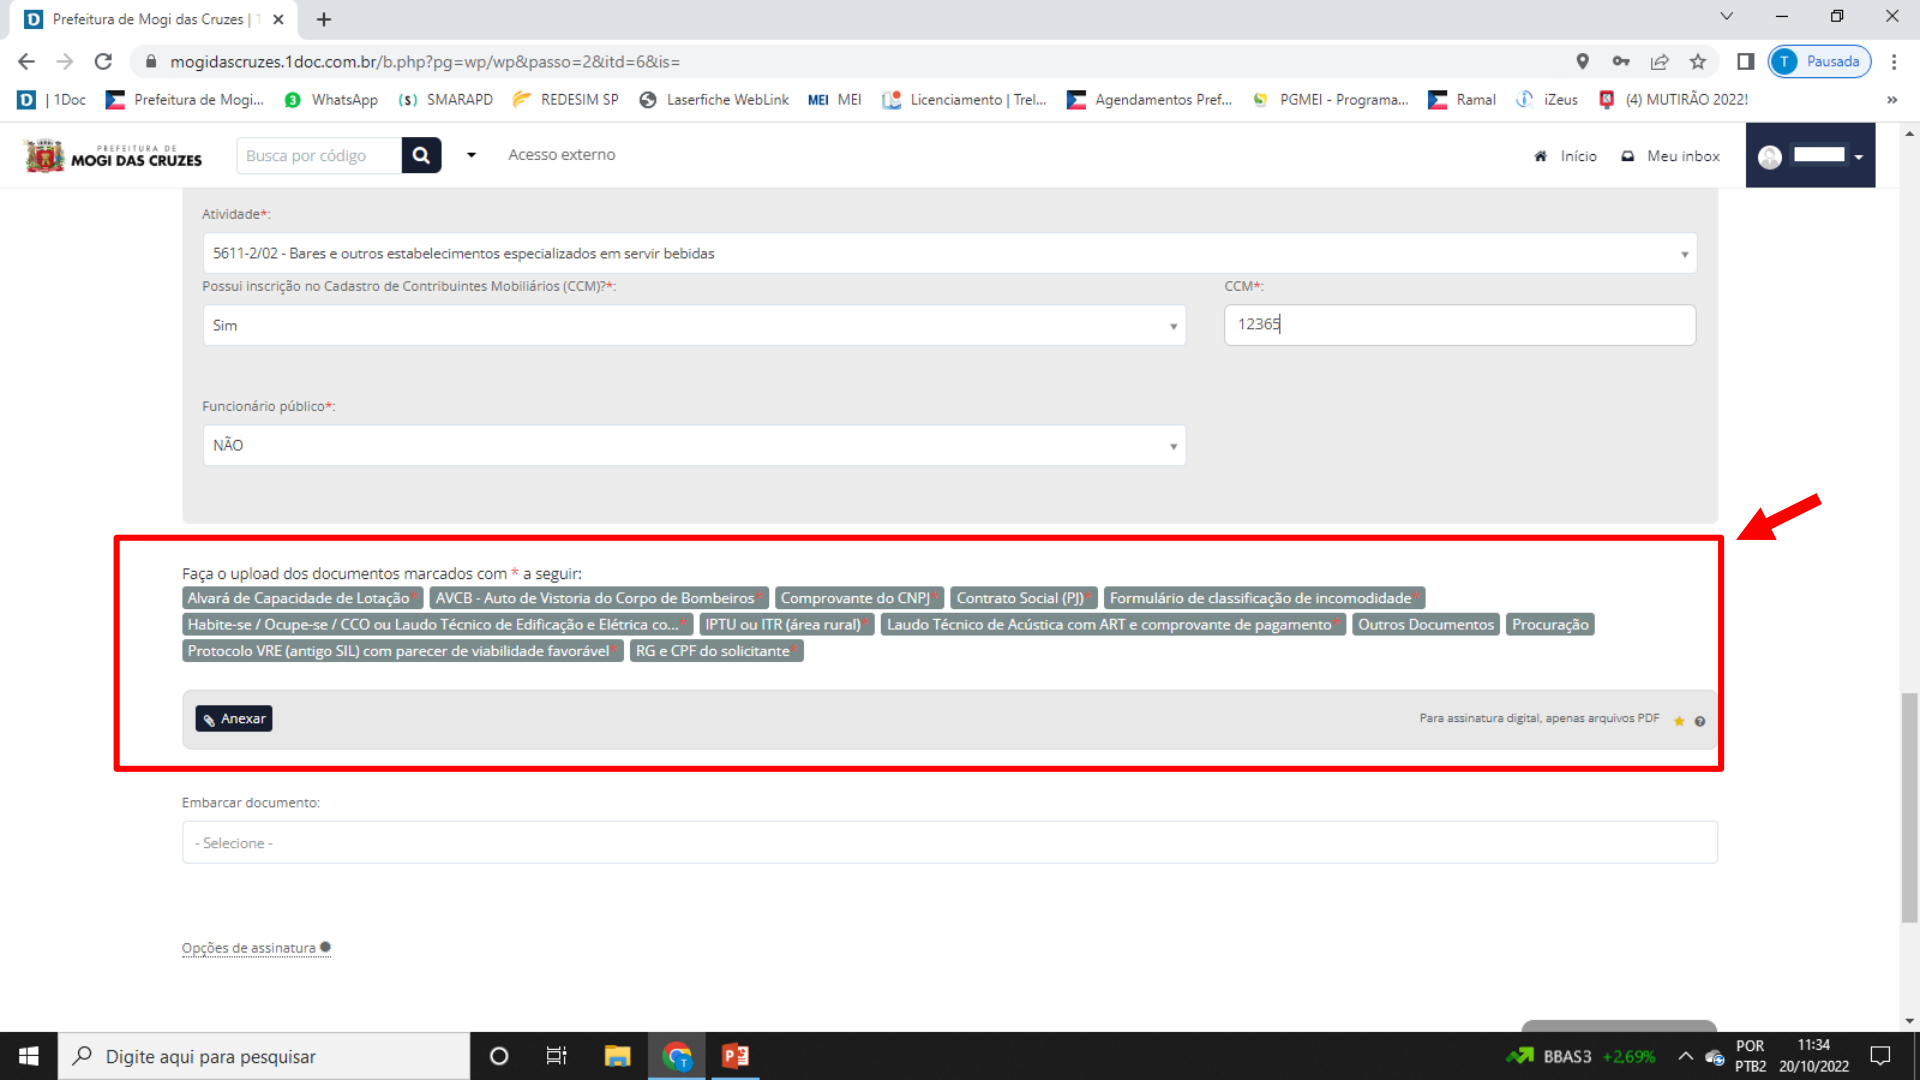 Prefeitura de Mogi das Cruzes |
mogidascruzes.1doc.com.br/b.php?pg=wp/wp&passo=2&itd=6&is=
T Pausada
| 1Doc Prefeitura de Mogi... WhatsApp SMARAPD REDESIM SP Laserfiche WebLink MEI MEI Licenciamento | Trel... Agendamentos Pref... PGMEI - Programa... Ramal iZeus (4) MUTIRÃO 2022! »
PREFEITURA DE
MOGI DAS CRUZES
Busca por código
Acesso externo
Início
Meu inbox
Atividade*:
5611-2/02 - Bares e outros estabelecimentos especializados em servir bebidas
Possui inscrição no Cadastro de Contribuintes Mobiliários (CCM)?*: CCM*:
Sim 12365
Funcionário público*:
NÃO
Faça o upload dos documentos marcados com * a seguir:
Alvará de Capacidade de Lotação* AVCB - Auto de Vistoria do Corpo de Bombeiros* Comprovante do CNPJ* Contrato Social (PJ)* Formulário de classificação de incomodidade*
Habite-se / Ocupe-se / CCO ou Laudo Técnico de Edificação e Elétrica co...* IPTU ou ITR (área rural)* Laudo Técnico de Acústica com ART e comprovante de pagamento* Outros Documentos Procuração
Protocolo VRE (antigo SIL) com parecer de viabilidade favorável* RG e CPF do solicitante*
Anexar
Para assinatura digital, apenas arquivos PDF
Embarcar documento:
- Selecione -
Opções de assinatura
Digite aqui para pesquisar
BBAS3 +2,69%
POR
PTB2
11:34
20/10/2022